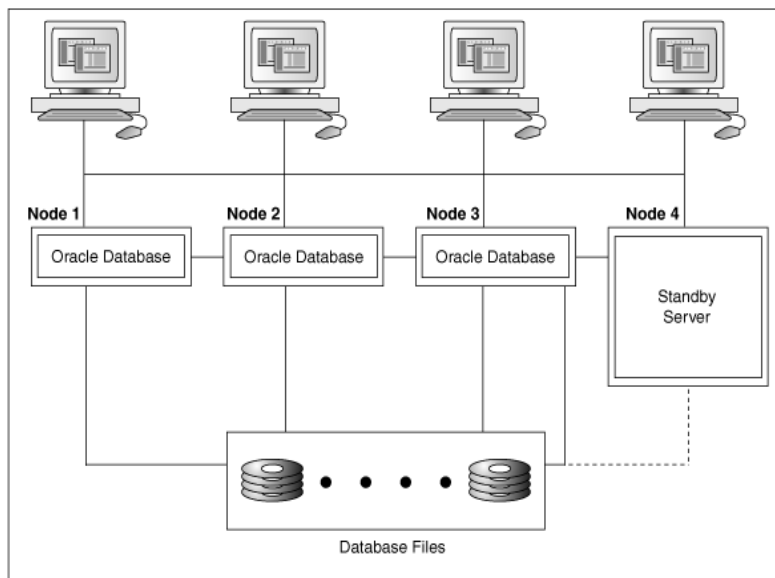 Node 1
Node 2
Node 3
Node 4
Oracle Database
Oracle Database
Oracle Database
Standby
Server
Database Files